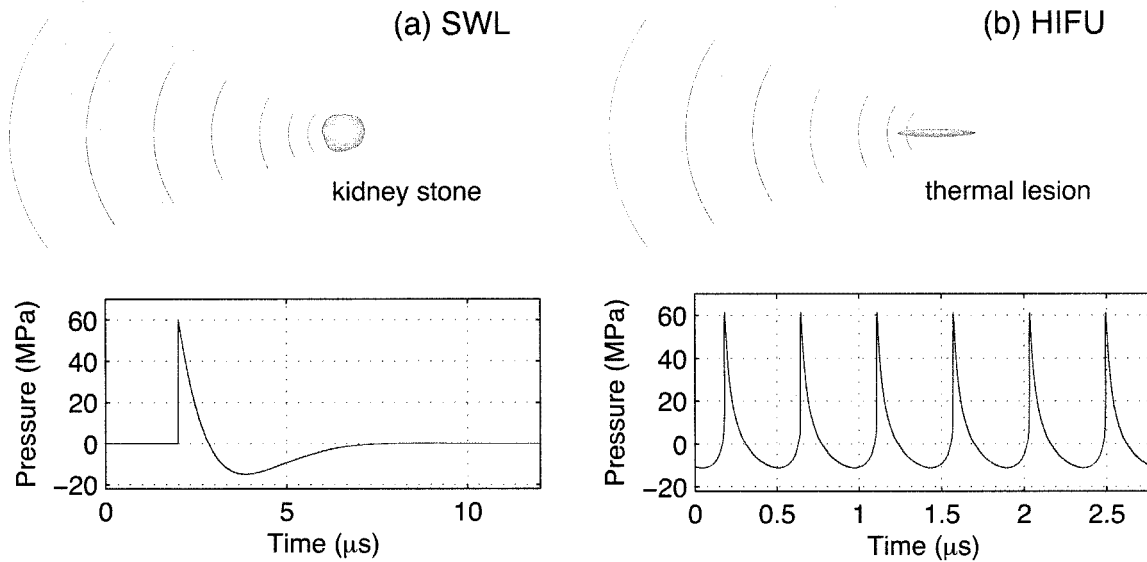 (a) SWL
kidney stone
Pressure (MPa)
60
40
20
0
−20
0
5
10
Time (μs)
(b) HIFU
thermal lesion
Pressure (MPa)
60
40
20
0
−20
0
0.5
1
1.5
2
2.5
Time (μs)